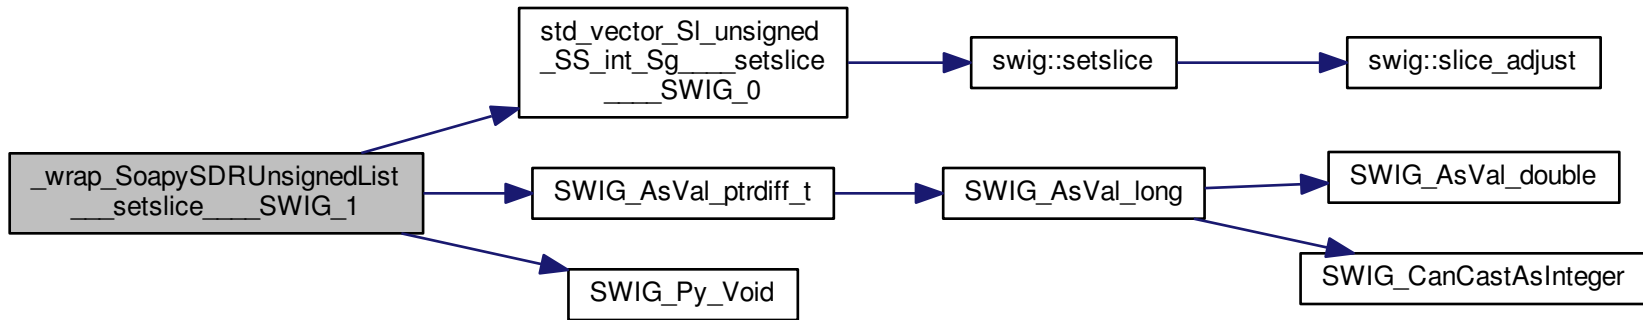 _wrap_SoapySDRUnsignedList
___setslice____SWIG_1
std_vector_Sl_unsigned
_SS_int_Sg____setslice
____SWIG_0
swig::setslice
swig::slice_adjust
SWIG_AsVal_ptrdiff_t
SWIG_AsVal_long
SWIG_AsVal_double
SWIG_CanCastAsInteger
SWIG_Py_Void